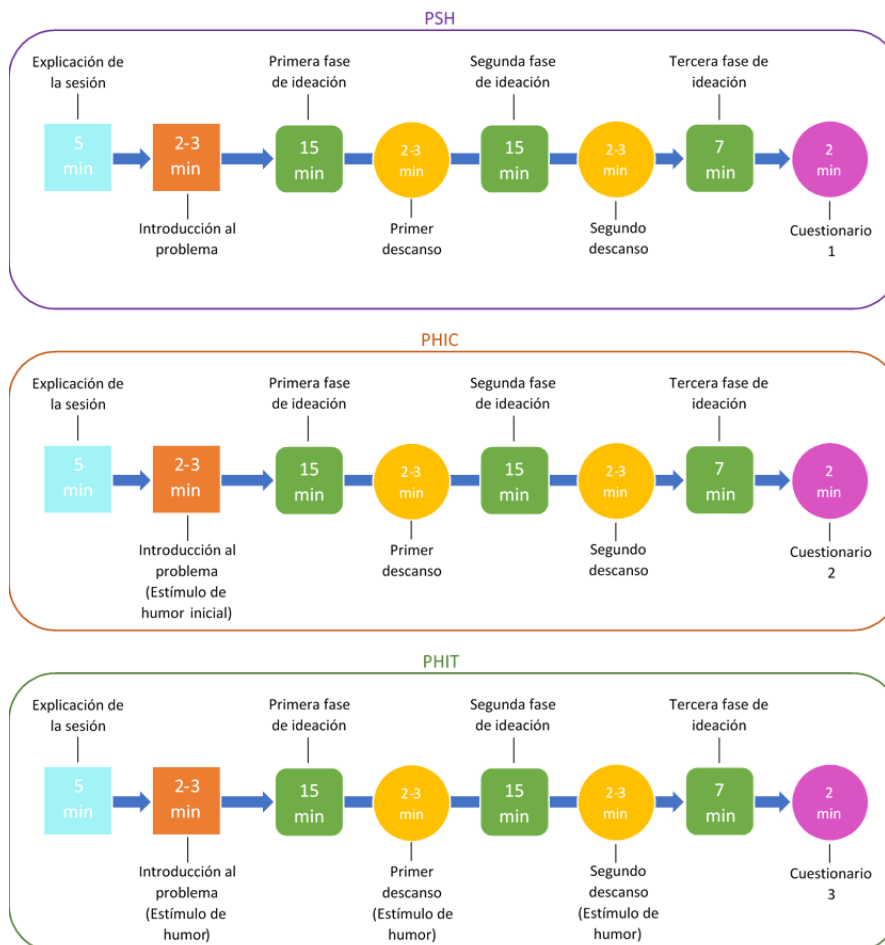 PSH
Explicación de
la sesión
Primera fase
de ideación
Segunda fase
de ideación
Tercera fase de
ideación
5
min
2-3
min
15
min
2-3
min
15
min
2-3
min
7
min
2
min
Introducción al
problema
Primer
descanso
Segundo
descanso
Cuestionario
1
PHIC
Explicación de
la sesión
Primera fase
de ideación
Segunda fase
de ideación
Tercera fase de
ideación
5
min
2-3
min
15
min
2-3
min
15
min
2-3
min
7
min
2
min
Introducción al
problema
(Estímulo de
humor inicial)
Primer
descanso
Segundo
descanso
Cuestionario
2
PHIT
Explicación de
la sesión
Primera fase
de ideación
Segunda fase
de ideación
Tercera fase de
ideación
5
min
2-3
min
15
min
2-3
min
15
min
2-3
min
7
min
2
min
Introducción al
problema
(Estímulo de
humor)
Primer
descanso
(Estímulo de
humor)
Segundo
descanso
(Estímulo de
humor)
Cuestionario
3